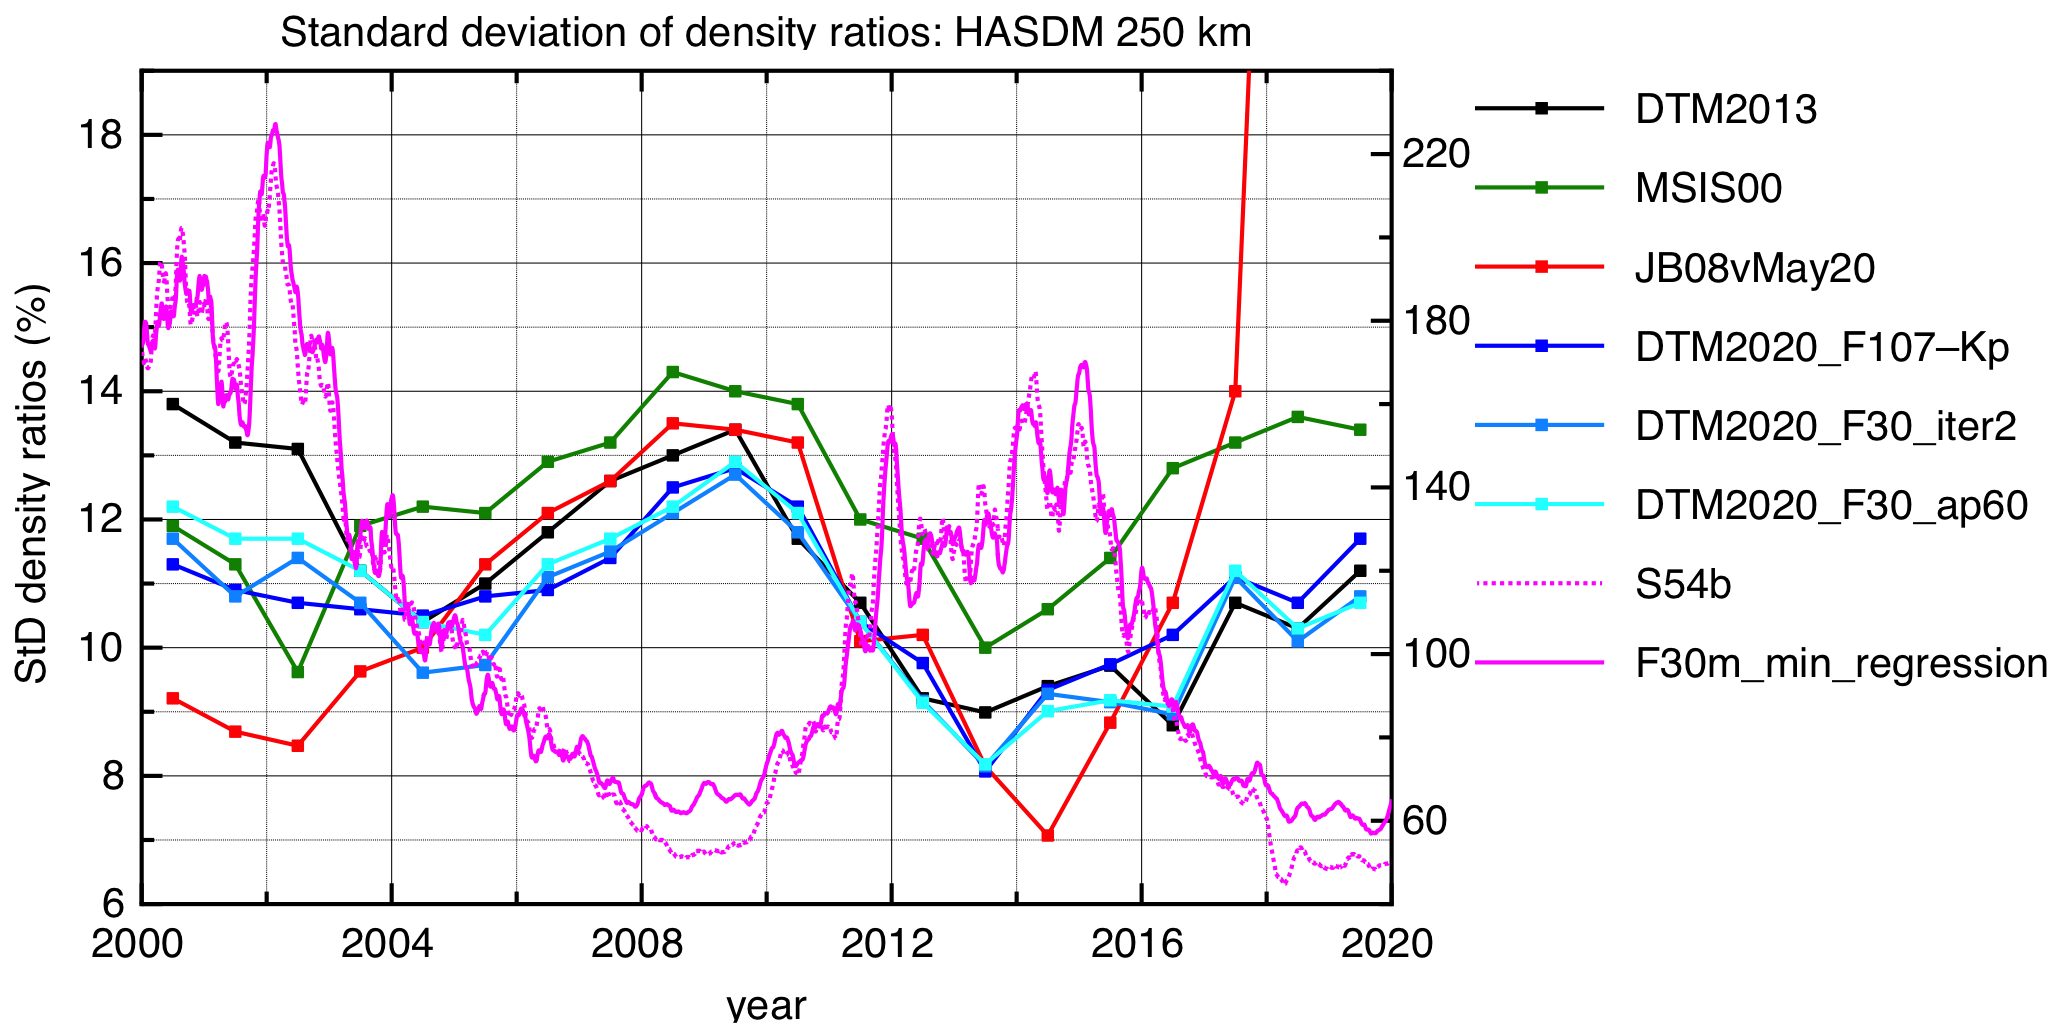 Standard deviation of density ratios: HASDM 250 km
StD density ratios (%)
18
16
14
12
10
8
6
220
180
140
100
60
2000
2004
2008
2012
2016
2020
year
DTM2013
MSIS00
JB08vMay20
DTM2020_F107–Kp
DTM2020_F30_iter2
DTM2020_F30_ap60
S54b
F30m_min_regression